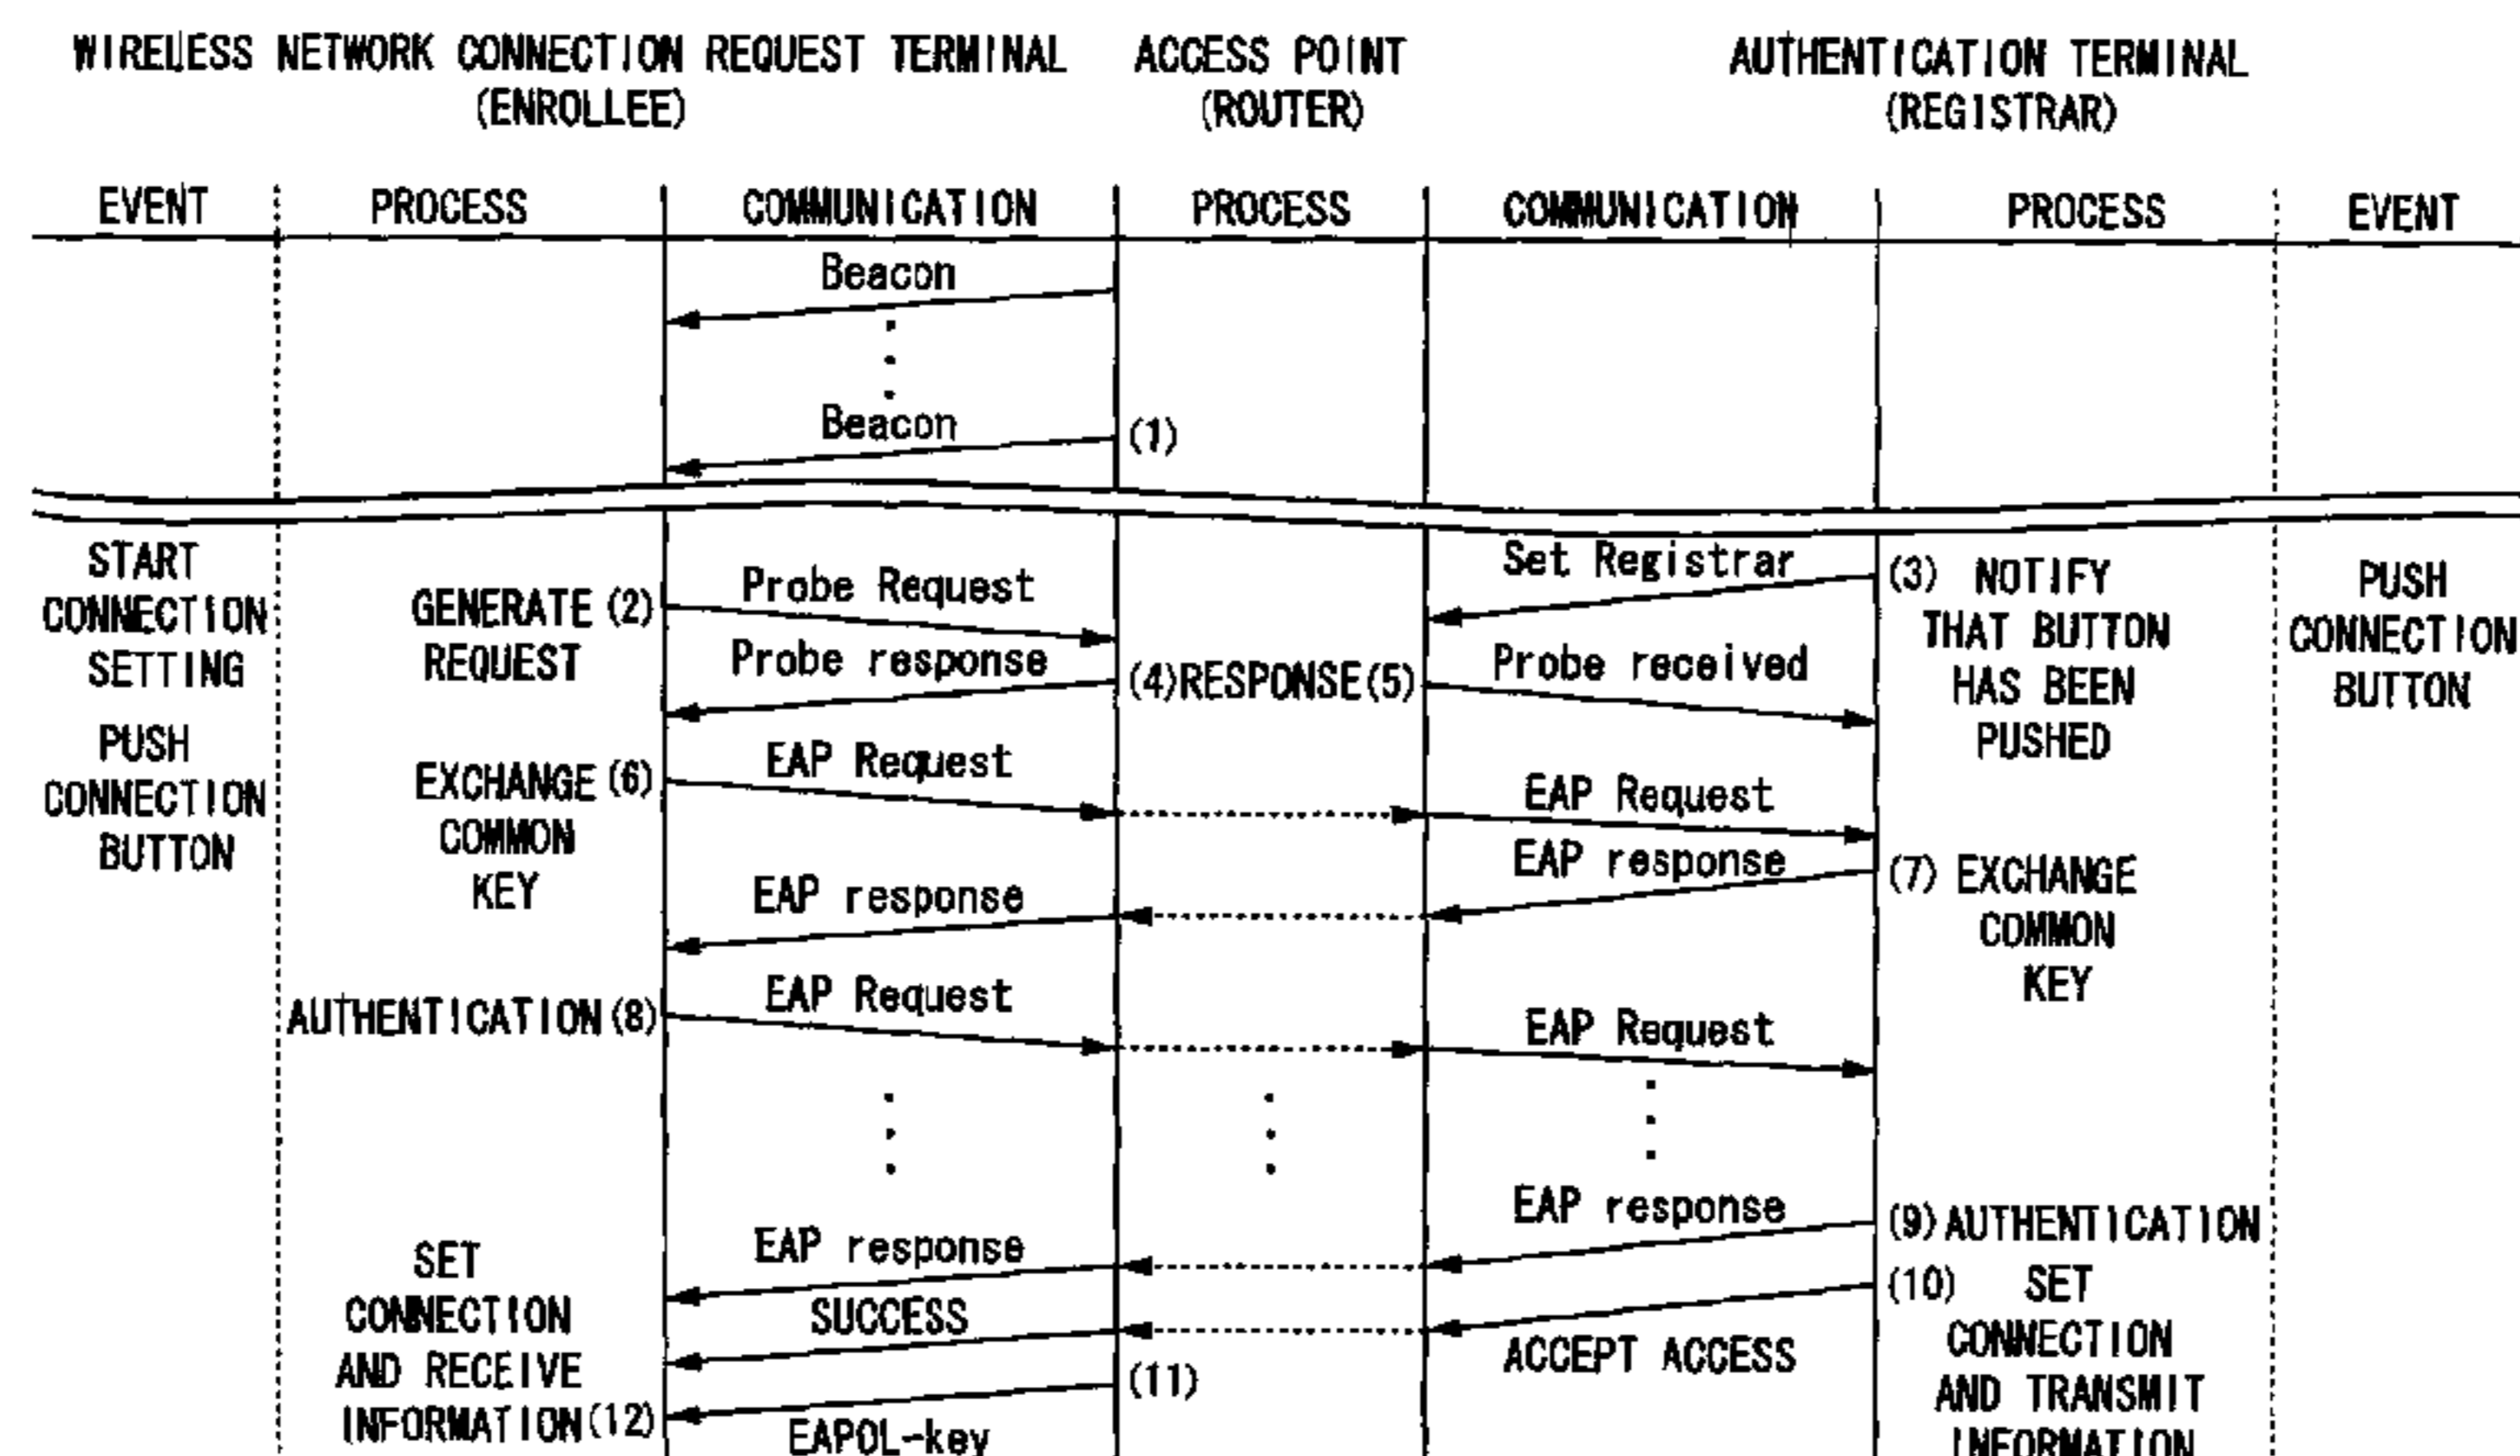 WIRELESS NETWORK CONNECTION REQUEST TERMINAL
(ENROLLEE)
ACCESS POINT
(ROUTER)
AUTHENTICATION TERMINAL
(REGISTRAR)
EVENT PROCESS COMMUNICATION PROCESS COMMUNICATION PROCESS EVENT
Beacon
Beacon
(1)
START
CONNECTION
SETTING
GENERATE (2)
REQUEST
Probe Request
Set Registrar
(3) NOTIFY
THAT BUTTON
HAS BEEN
PUSHED
PUSH
CONNECTION
BUTTON
Probe response
(4)RESPONSE(5)
Probe received
PUSH
CONNECTION
BUTTON
EXCHANGE (6)
COMMON
KEY
EAP Request
EAP Request
EAP response
EAP response
(7) EXCHANGE
COMMON
KEY
AUTHENTICATION (8)
EAP Request
EAP Request
EAP response
(9) AUTHENTICATION
EAP response
SET
CONNECTION
AND RECEIVE
INFORMATION (12)
SUCCESS
ACCEPT ACCESS
(10) SET
CONNECTION
AND TRANSMIT
INFORMATION
(11)
EAPOL-key